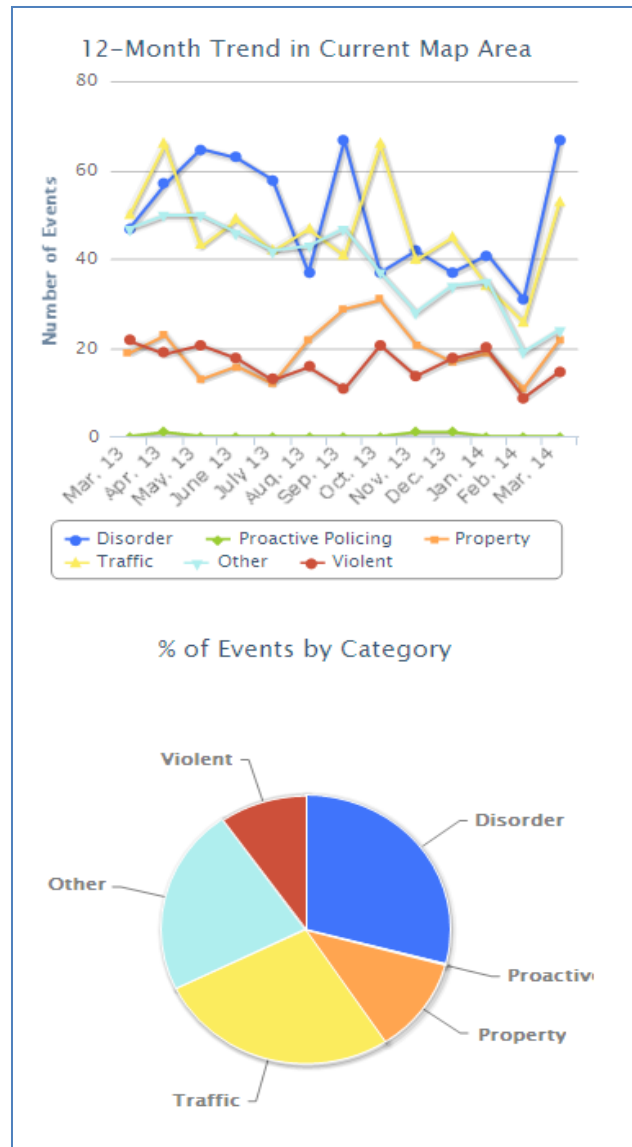 12-Month Trend in Current Map Area
80
60
40
20
0
Number of Events
Mar. 13
Apr. 13
May. 13
June 13
July 13
Aug. 13
Sep. 13
Oct. 13
Nov. 13
Dec. 13
Jan. 14
Feb. 14
Mar. 14
Disorder Proactive Policing Property
Traffic Other Violent
% of Events by Category
Violent
Disorder
Other
Proactiv
Property
Traffic